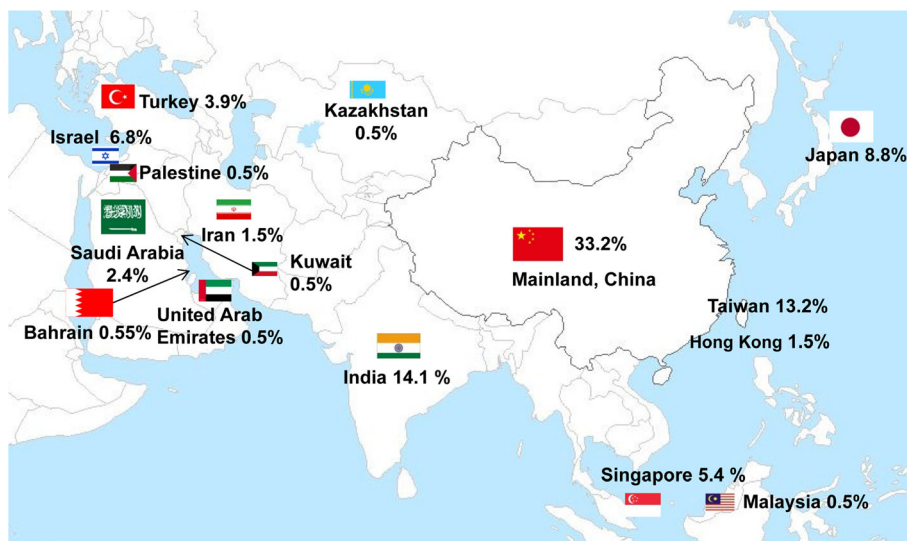 Turkey 3.9%
Kazakhstan
0.5%
Israel 6.8%
Japan 8.8%
Palestine 0.5%
Iran 1.5%
33.2%
Mainland, China
Saudi Arabia
2.4%
Kuwait
0.5%
Bahrain 0.55%
United Arab
Emirates 0.5%
Taiwan 13.2%
Hong Kong 1.5%
India 14.1 %
Singapore 5.4 %
Malaysia 0.5%